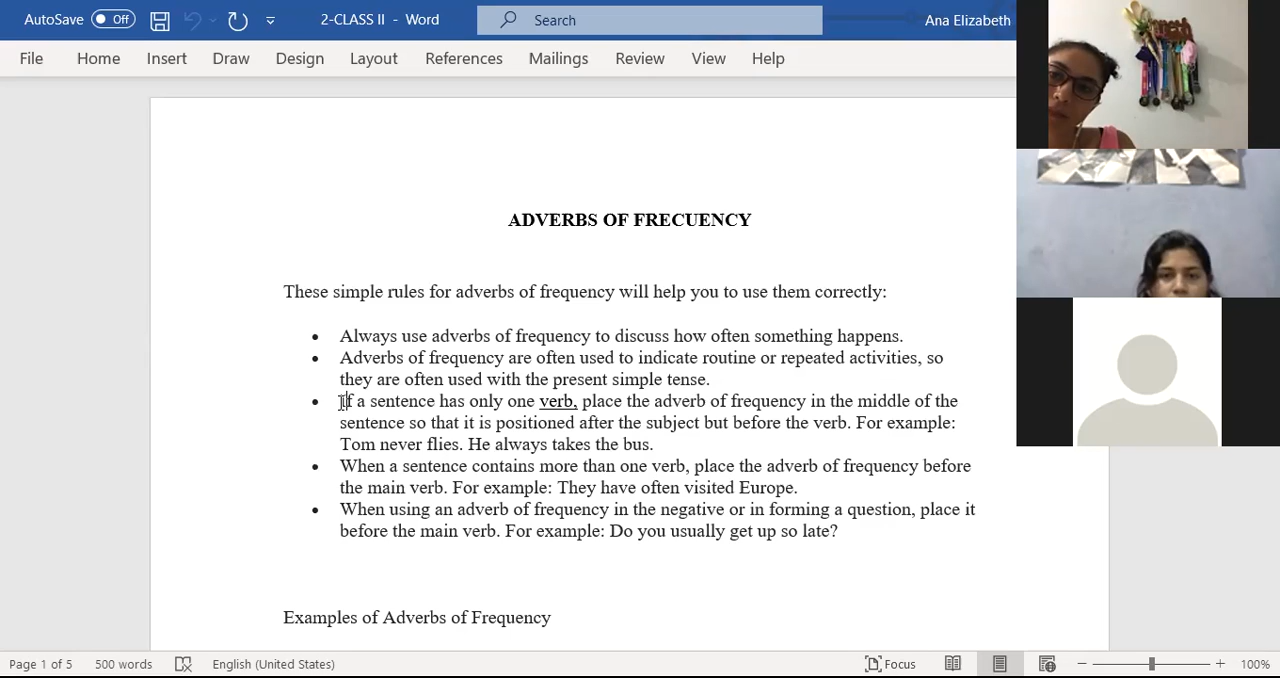 AutoSave Off 2-CLASS II - Word Search Ana Elizabeth
File Home Insert Draw Design Layout References Mailings Review View Help
ADVERBS OF FRECUENCY
These simple rules for adverbs of frequency will help you to use them correctly:
• Always use adverbs of frequency to discuss how often something happens.
• Adverbs of frequency are often used to indicate routine or repeated activities, so
they are often used with the present simple tense.
• If a sentence has only one verb, place the adverb of frequency in the middle of the
sentence so that it is positioned after the subject but before the verb. For example:
Tom never flies. He always takes the bus.
• When a sentence contains more than one verb, place the adverb of frequency before
the main verb. For example: They have often visited Europe.
• When using an adverb of frequency in the negative or in forming a question, place it
before the main verb. For example: Do you usually get up so late?
Examples of Adverbs of Frequency
Page 1 of 5 500 words English (United States) Focus 100%